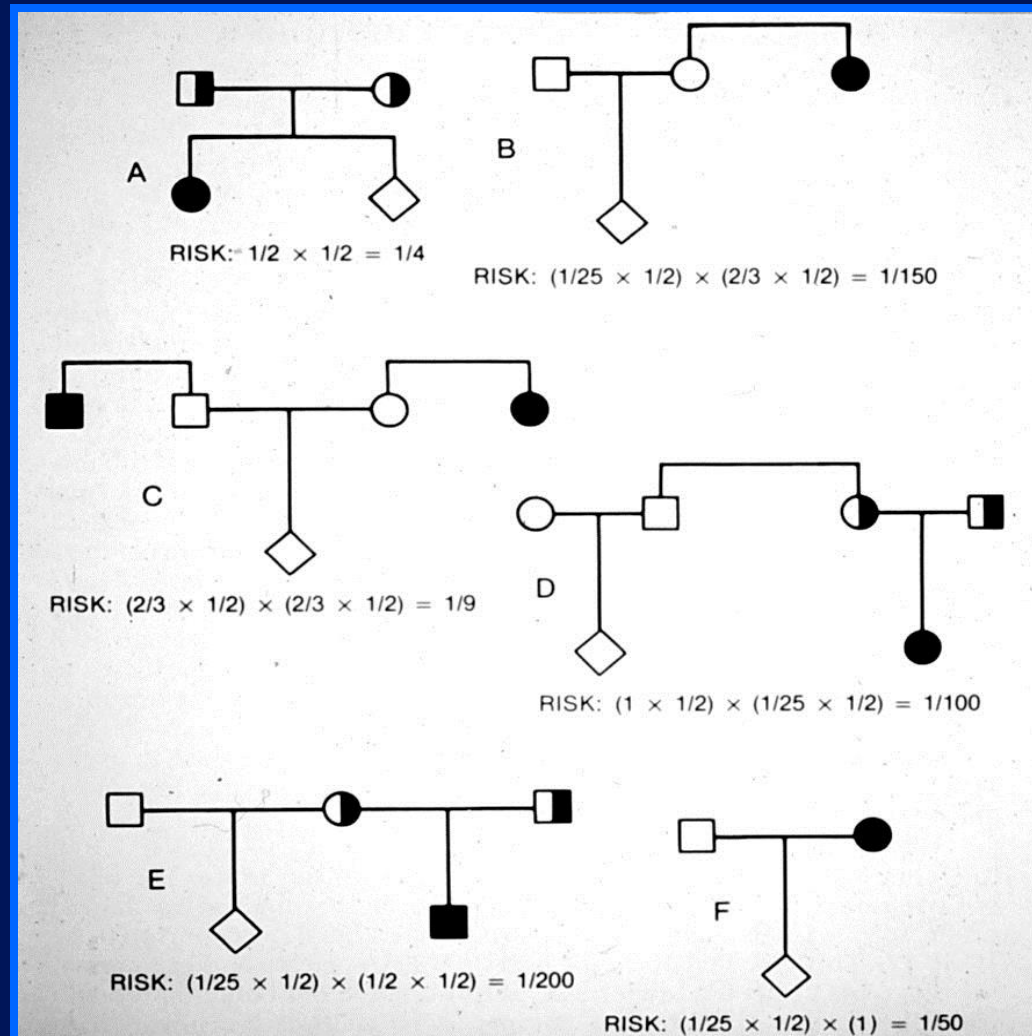 A
RISK: 1/2 × 1/2 = 1/4
B
RISK: (1/25 × 1/2) × (2/3 × 1/2) = 1/150
C
RISK: (2/3 × 1/2) × (2/3 × 1/2) = 1/9
D
RISK: (1 × 1/2) × (1/25 × 1/2) = 1/100
E
RISK: (1/25 × 1/2) × (1/2 × 1/2) = 1/200
F
RISK: (1/25 × 1/2) × (1) = 1/50